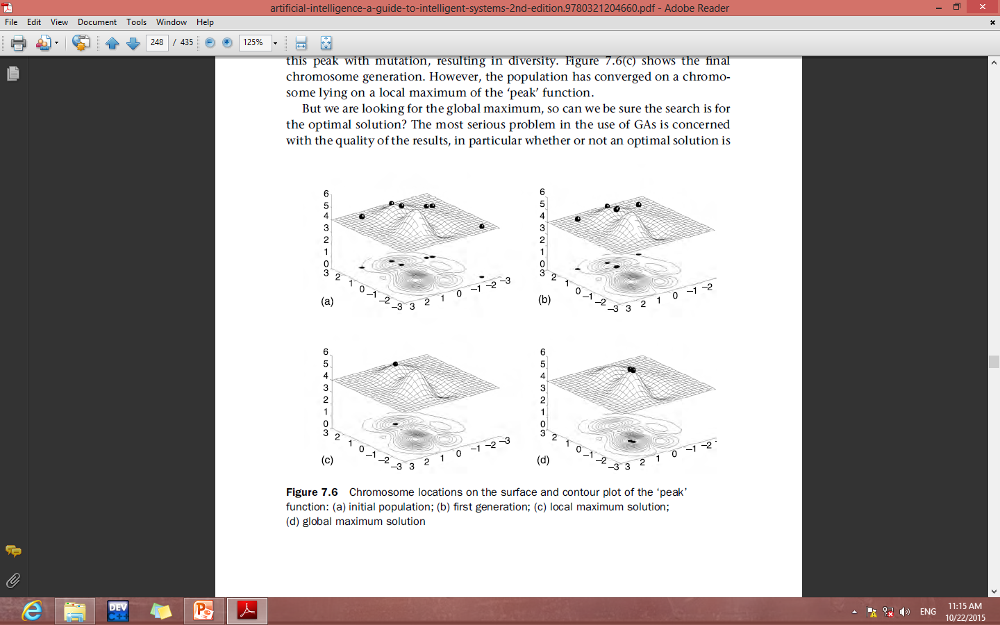 artificial-intelligence-a-guide-to-intelligent-systems-2nd-edition.9780321204660.pdf - Adobe Reader
File Edit View Document Tools Window Help
248 / 435 125%
this peak with mutation, resulting in diversity. Figure 7.6(c) shows the final
chromosome generation. However, the population has converged on a chromo-
some lying on a local maximum of the ‘peak’ function.
But we are looking for the global maximum, so can we be sure the search is for
the optimal solution? The most serious problem in the use of GAs is concerned
with the quality of the results, in particular whether or not an optimal solution is
6
5
4
3
2
1
0
3 2 1 0 –1 –2 –3
3 2 1 0 –1 –2 –3
(a)
6
5
4
3
2
1
0
3 2 1 0 –1 –2 –3
3 2 1 0 –1 –2
(b)
6
5
4
3
2
1
0
3 2 1 0 –1 –2 –3
3 2 1 0 –1 –2 –3
(c)
6
5
4
3
2
1
0
3 2 1 0 –1 –2 –3
3 2 1 0 –1 –2
(d)
Figure 7.6 Chromosome locations on the surface and contour plot of the ‘peak’
function: (a) initial population; (b) first generation; (c) local maximum solution;
(d) global maximum solution
DEV
C++
ENG
11:15 AM
10/22/2015